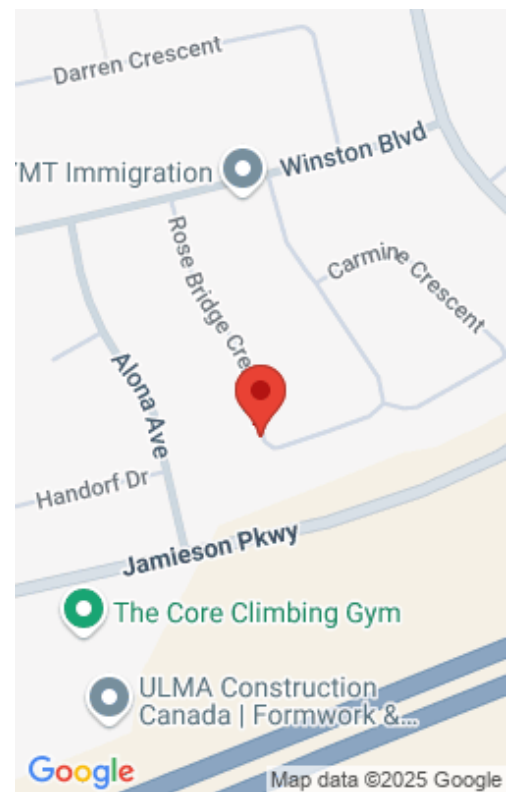 Darren Crescent
YMT Immigration
Winston Blvd
Rose Bridge Cre
Carmine Crescent
Alona Ave
Handorf Dr
Jamieson Pkwy
The Core Climbing Gym
ULMA Construction
Canada | Formwork &...
Google
Map data ©2025 Google